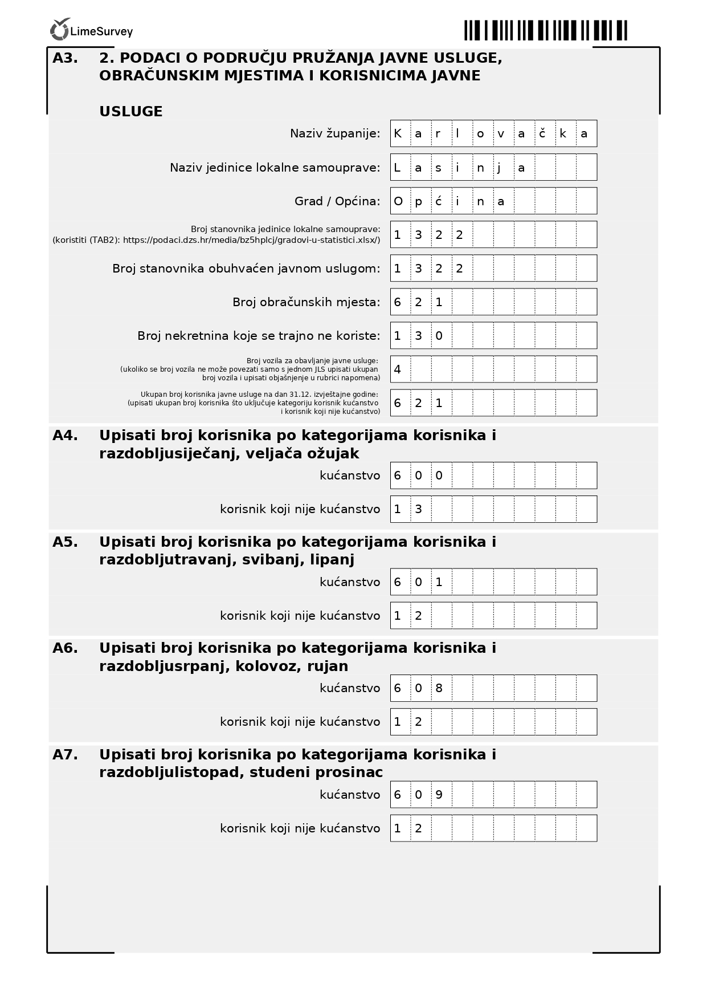 LimeSurvey
A3. 2. PODACI O PODRUČJU PRUŽANJA JAVNE USLUGE,
OBRAČUNSKIM MJESTIMA I KORISNICIMA JAVNE
USLUGE
Naziv županije: Karlovačka
Naziv jedinice lokalne samouprave: Lasinja
Grad / Općina: Općina
Broj stanovnika jedinice lokalne samouprave:
(koristiti (TAB2): https://podaci.dzs.hr/media/bz5hplcj/gradovi-u-statistici.xlsx/) 1322
Broj stanovnika obuhvaćen javnom uslugom: 1322
Broj obračunskih mjesta: 621
Broj nekretnina koje se trajno ne koriste: 130
Broj vozila za obavljanje javne usluge:
(ukoliko se broj vozila ne može povezati samo s jednom JLS upisati ukupan 4
broj vozila i upisati objašnjenje u rubrici napomena)
Ukupan broj korisnika javne usluge na dan 31.12. izvještajne godine:
(upisati ukupan broj korisnika što uključuje kategoriju korisnik kućanstvo 621
i korisnik koji nije kućanstvo)
A4. Upisati broj korisnika po kategorijama korisnika i
razdobljusiječanj, veljača ožujak
kućanstvo 600
korisnik koji nije kućanstvo 13
A5. Upisati broj korisnika po kategorijama korisnika i
razdobljutravanj, svibanj, lipanj
kućanstvo 601
korisnik koji nije kućanstvo 12
A6. Upisati broj korisnika po kategorijama korisnika i
razdobljusrpanj, kolovoz, rujan
kućanstvo 608
korisnik koji nije kućanstvo 12
A7. Upisati broj korisnika po kategorijama korisnika i
razdobljulistopad, studeni prosinac
kućanstvo 609
korisnik koji nije kućanstvo 12